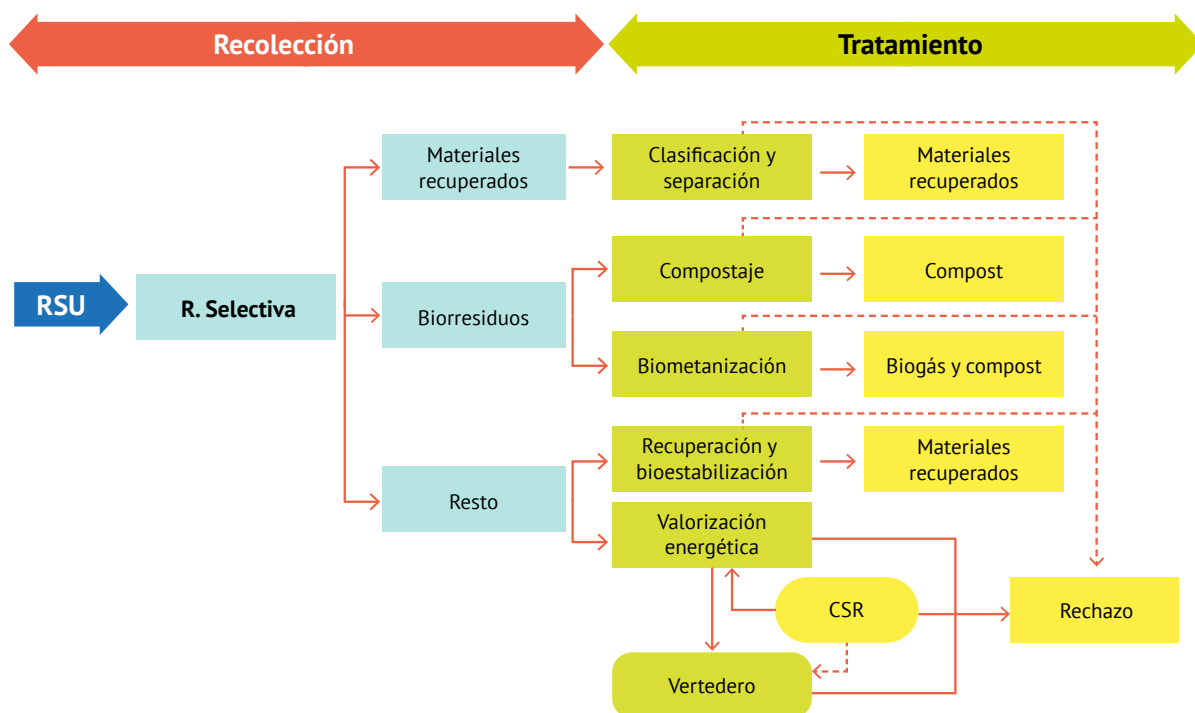 Recolección
Tratamiento
Materiales
recuperados
Clasificación y
separación
Materiales
recuperados
RSU
R. Selectiva
Biorresiduos
Compostaje
Compost
Biometanización
Biogás y compost
Resto
Recuperación y
bioestabilización
Materiales
recuperados
Valorización
energética
CSR
Rechazo
Vertedero